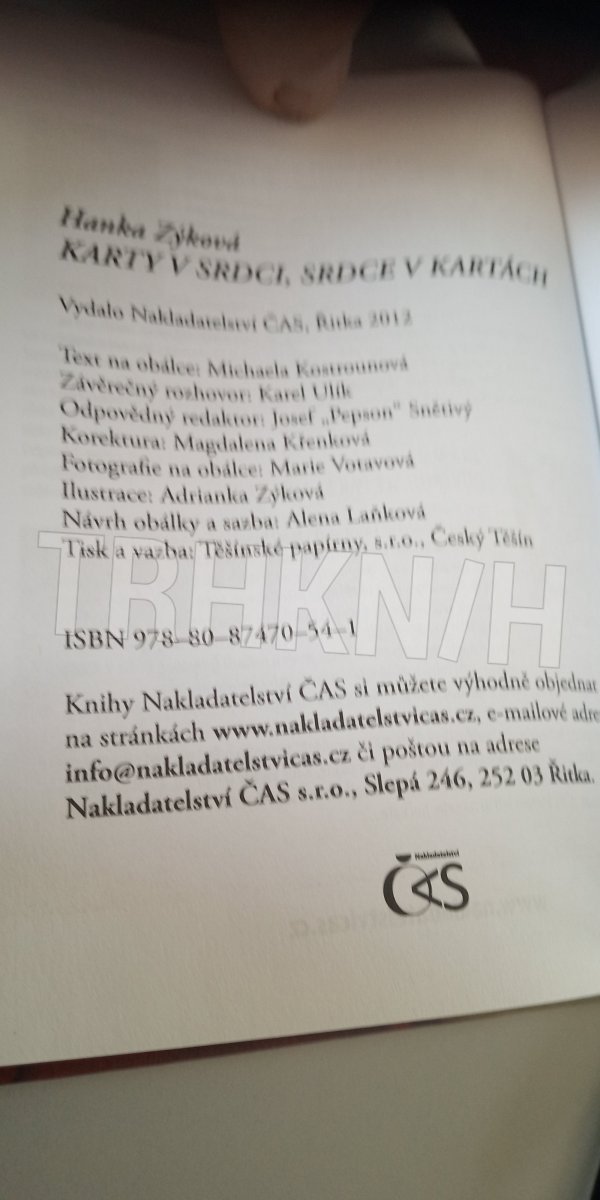 Hanka Zýková
KARTY V SRDCI, SRDCE V KARTÁCH
Vydalo Nakladatelství ČAS, Řitka 2012
Text na obálce: Michaela Kostrounová
Závěrečný rozhovor: Karel Ulík
Odpovědný redaktor: Josef „Pepson“ Snětivý
Korektura: Magdalena Křenková
Fotografie na obálce: Marie Votavová
Ilustrace: Adrianka Zýková
Návrh obálky a sazba: Alena Laňková
Tisk a vazba: Těšínské papírny, s.r.o., Český Těšín
TRHKNIH
ISBN 978–80–87470–54–1
Knihy Nakladatelství ČAS si můžete výhodně objednat
na stránkách www.nakladatelstvicas.cz, e-mailové adre
info@nakladatelstvicas.cz či poštou na adrese
Nakladatelství ČAS s.r.o., Slepá 246, 252 03 Řitka.
Nakladatelství
ČAS